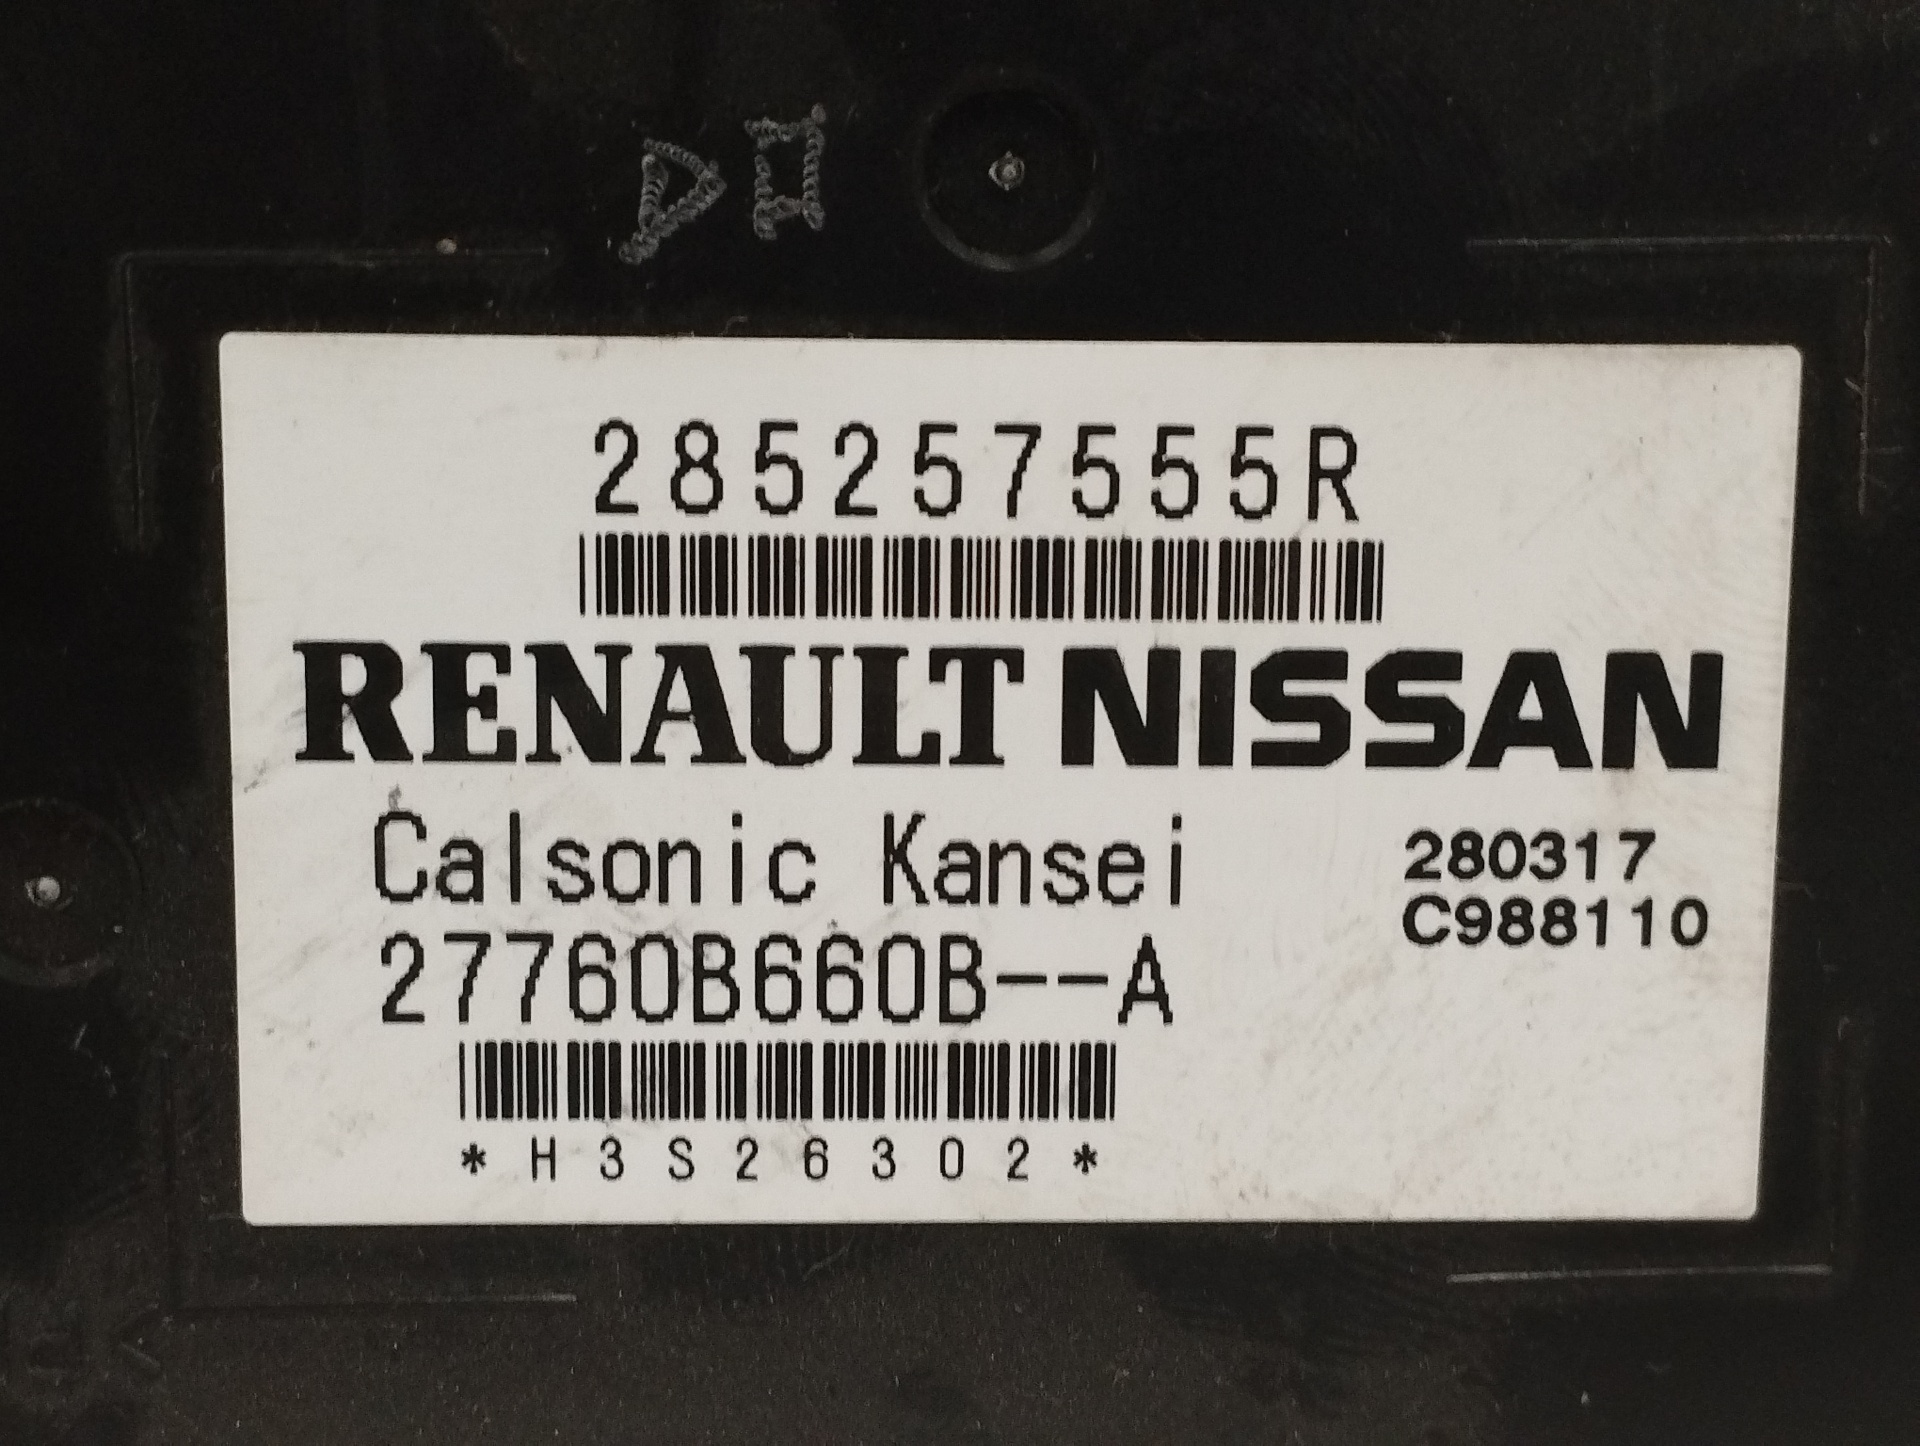 285257555R
RENAULT NISSAN
Calsonic Kansei
280317
C988110
27760B660B--A
*H3S26302*